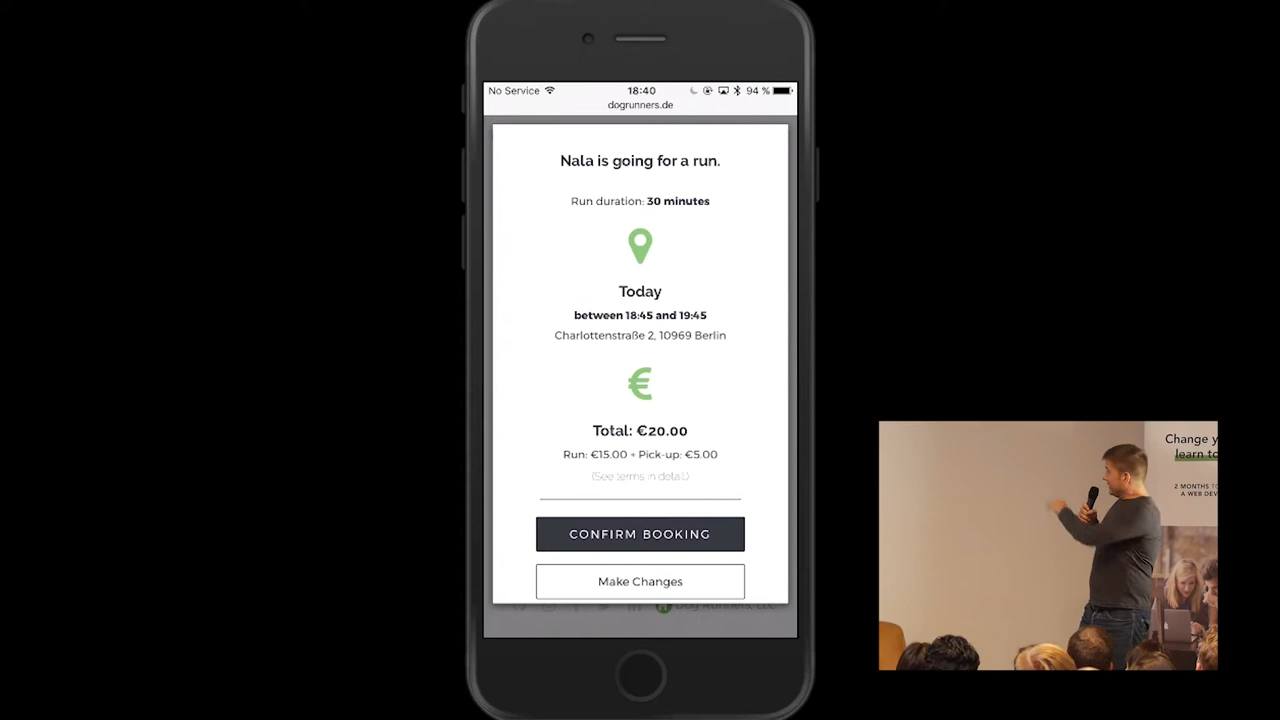 No Service 18:40 94 %
dogrunners.de
Nala is going for a run.
Run duration: 30 minutes
Today
between 18:45 and 19:45
Charlottenstraße 2, 10969 Berlin
€
Total: €20.00
Run: €15.00 + Pick-up: €5.00
(See terms in detail)
CONFIRM BOOKING
Make Changes
Dog Runners, LLC
Change y
learn to
2 MONTHS TO
A WEB DEV